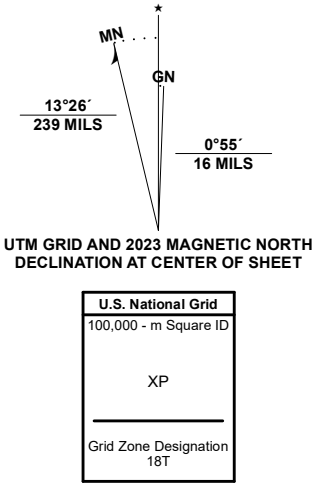 ★
MN
GN
13°26´
239 MILS
0°55´
16 MILS
UTM GRID AND 2023 MAGNETIC NORTH
DECLINATION AT CENTER OF SHEET
U.S. National Grid
100,000 - m Square ID
XP
Grid Zone Designation
18T